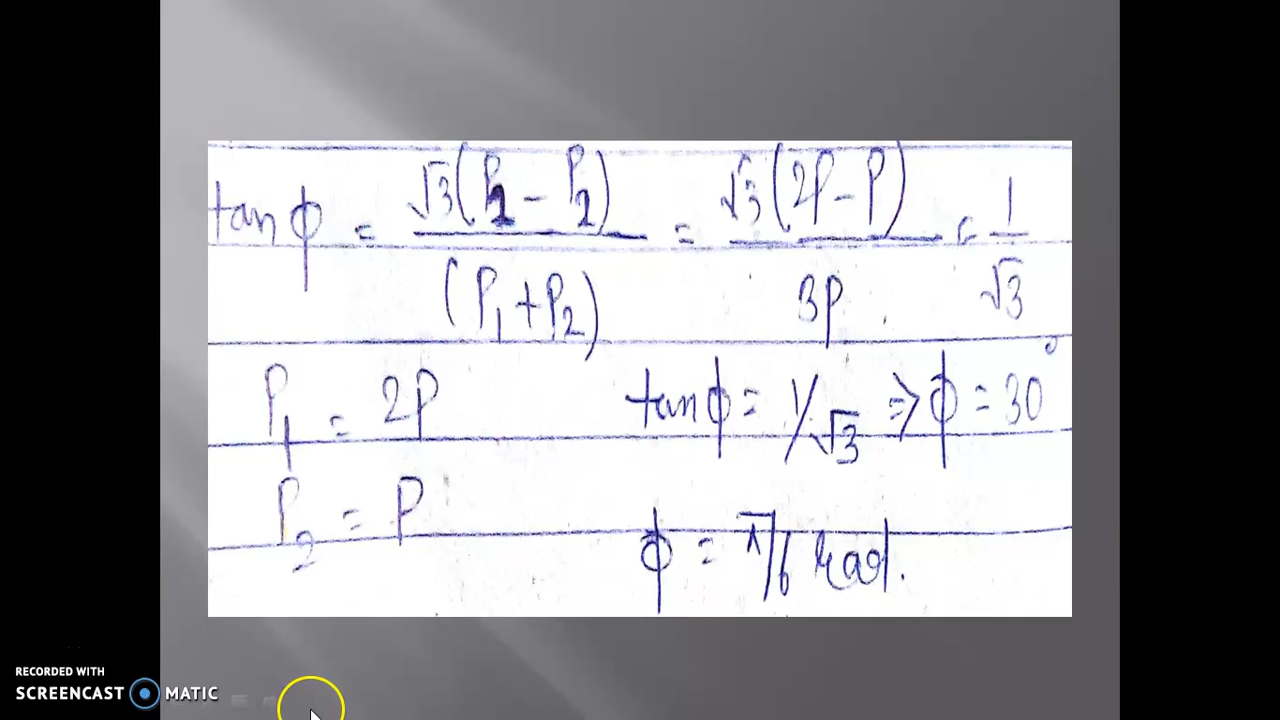 tan ϕ = √3(P1 - P2) / (P1 + P2) = √3(2P - P) / 3P = 1/√3
P1 = 2P tan ϕ = 1/√3 ⇒ ϕ = 30°
P2 = P ϕ = π/6 rad.
RECORDED WITH
SCREENCAST MATIC